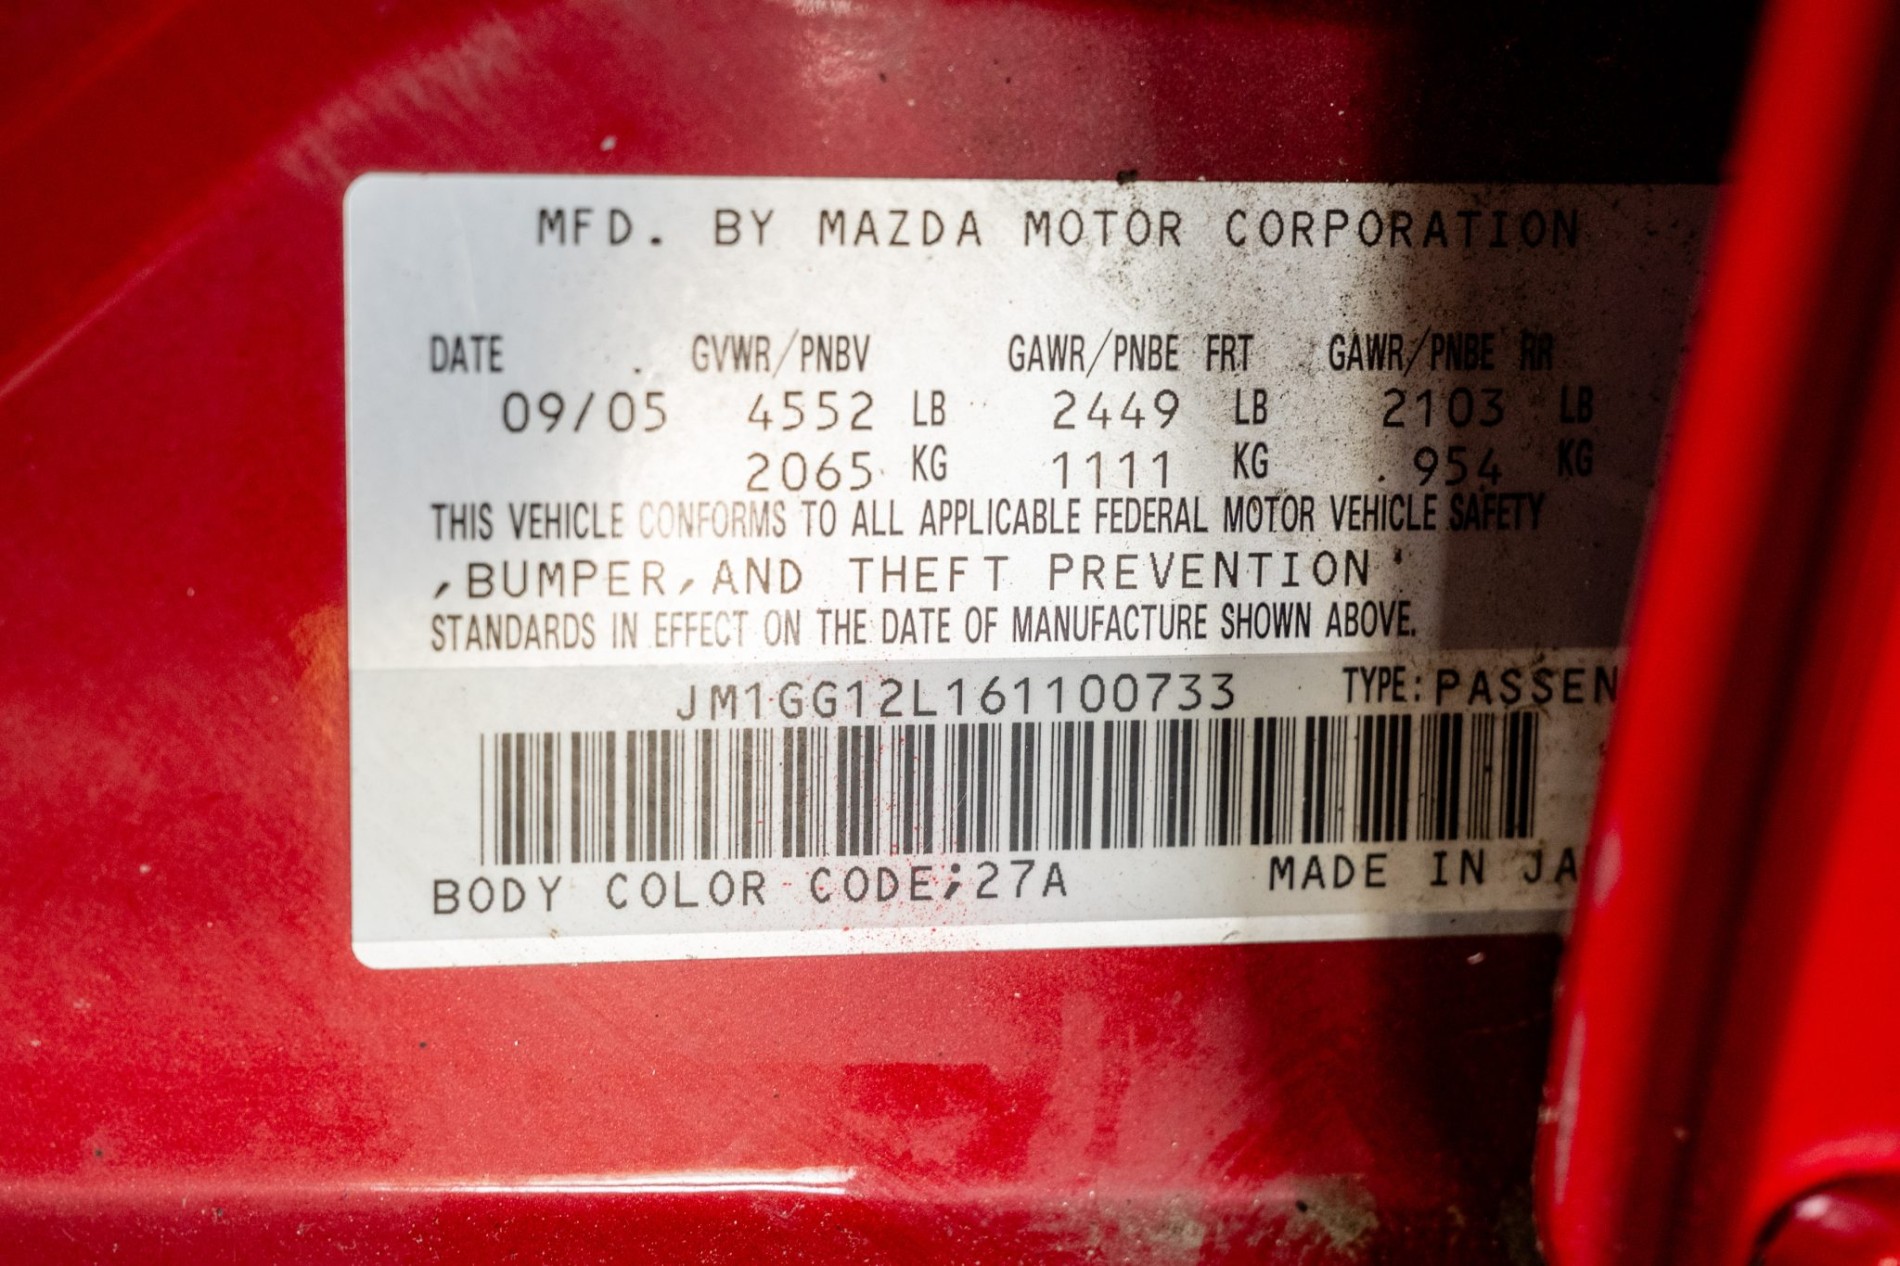 MFD. BY MAZDA MOTOR CORPORATION
DATE GVWR/PNBV GAWR/PNBE FRT GAWR/PNBE RR
09/05 4552 LB 2449 LB 2103 LB
2065 KG 1111 KG 954 KG
THIS VEHICLE CONFORMS TO ALL APPLICABLE FEDERAL MOTOR VEHICLE SAFETY
,BUMPER,AND THEFT PREVENTION
STANDARDS IN EFFECT ON THE DATE OF MANUFACTURE SHOWN ABOVE.
JM1GG12L161100733 TYPE:PASSEN
BODY COLOR CODE;27A MADE IN JA